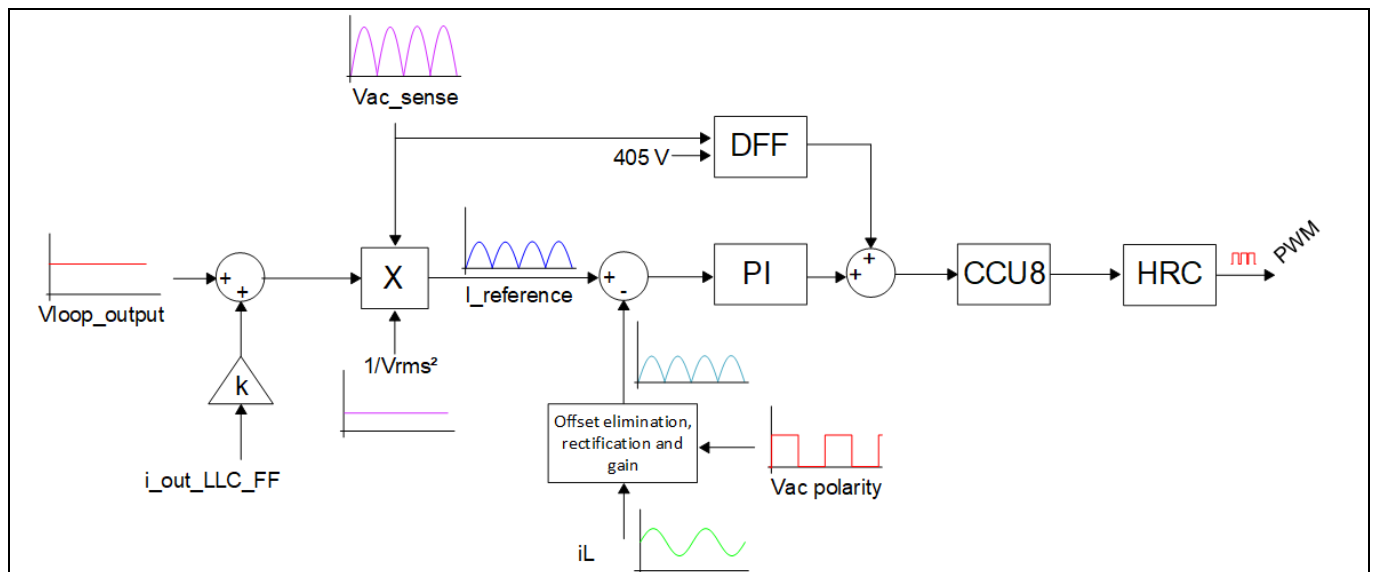 Vac_sense
405 V
DFF
Vloop_output
+
+
X
I_reference
+
-
PI
+
+
CCU8
HRC
PWM
1/Vrms²
k
i_out_LLC_FF
Offset elimination,
rectification and
gain
Vac polarity
iL